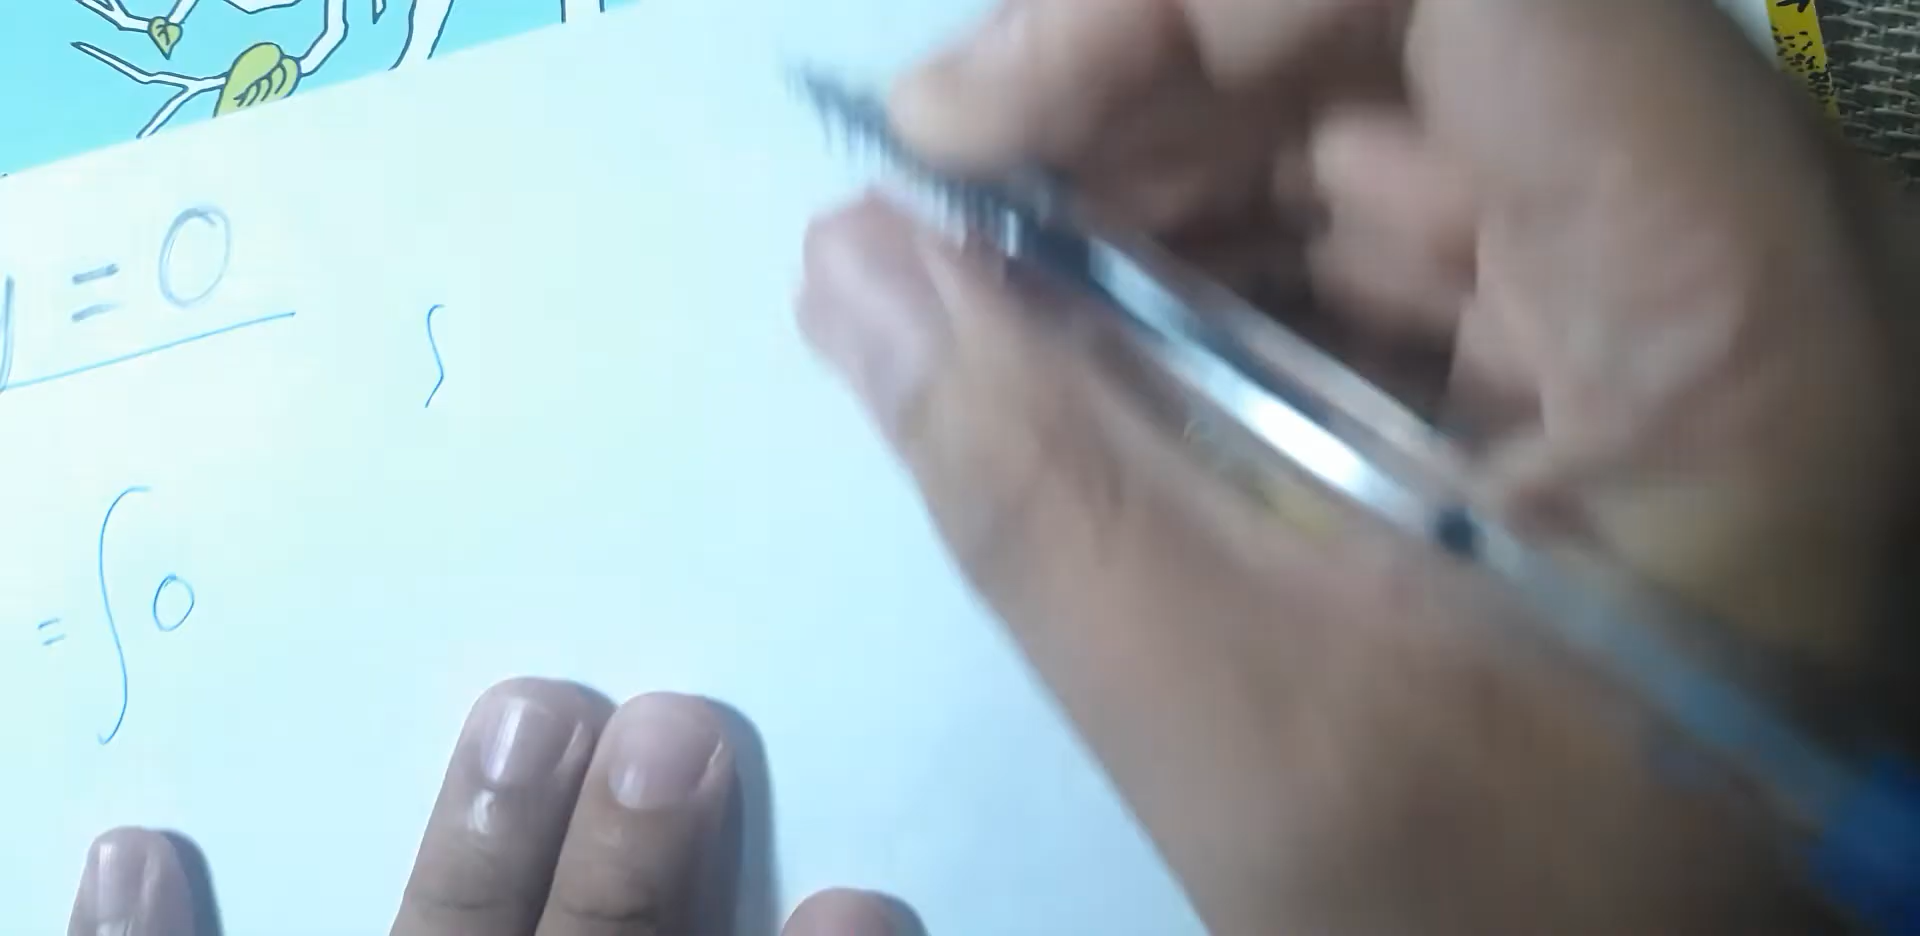 = 0
∫
= ∫ 0